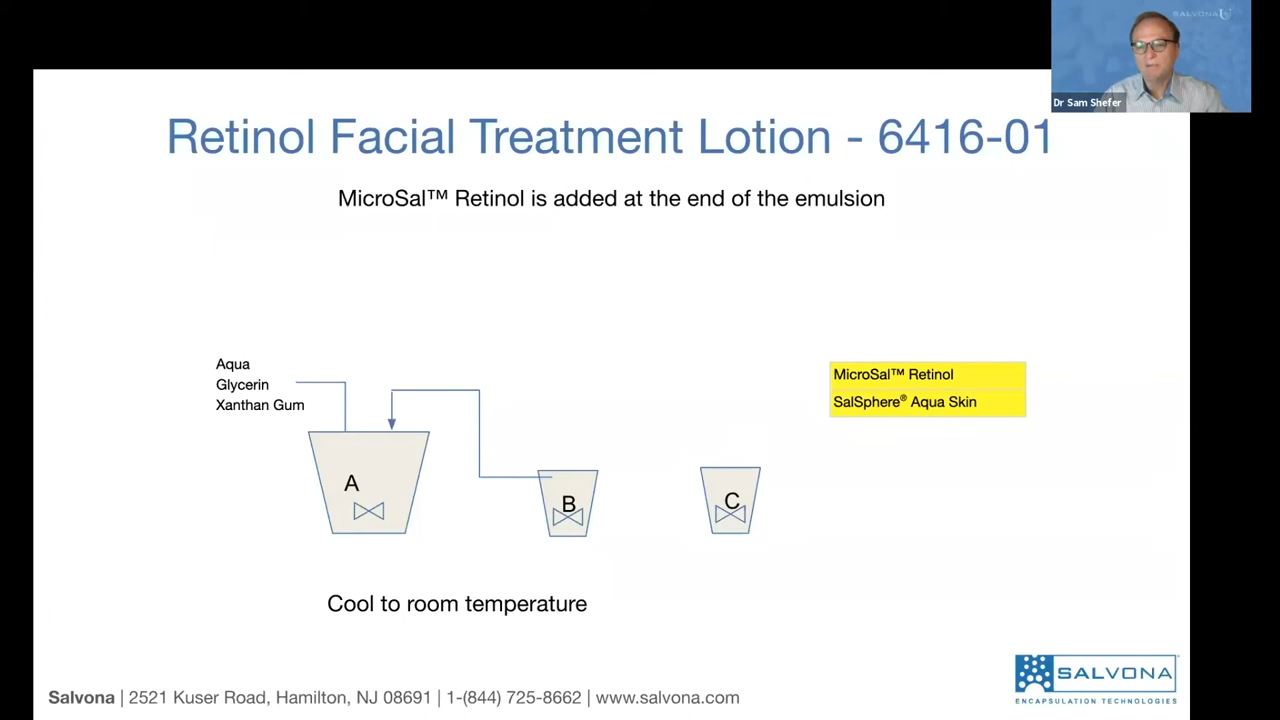 SALVONA
Dr Sam Shefer
Retinol Facial Treatment Lotion - 6416-01
MicroSal™ Retinol is added at the end of the emulsion
Aqua
Glycerin
Xanthan Gum
MicroSal™ Retinol
SalSphere® Aqua Skin
A
B
C
Cool to room temperature
SALVONA
ENCAPSULATION TECHNOLOGIES
Salvona | 2521 Kuser Road, Hamilton, NJ 08691 | 1-(844) 725-8662 | www.salvona.com